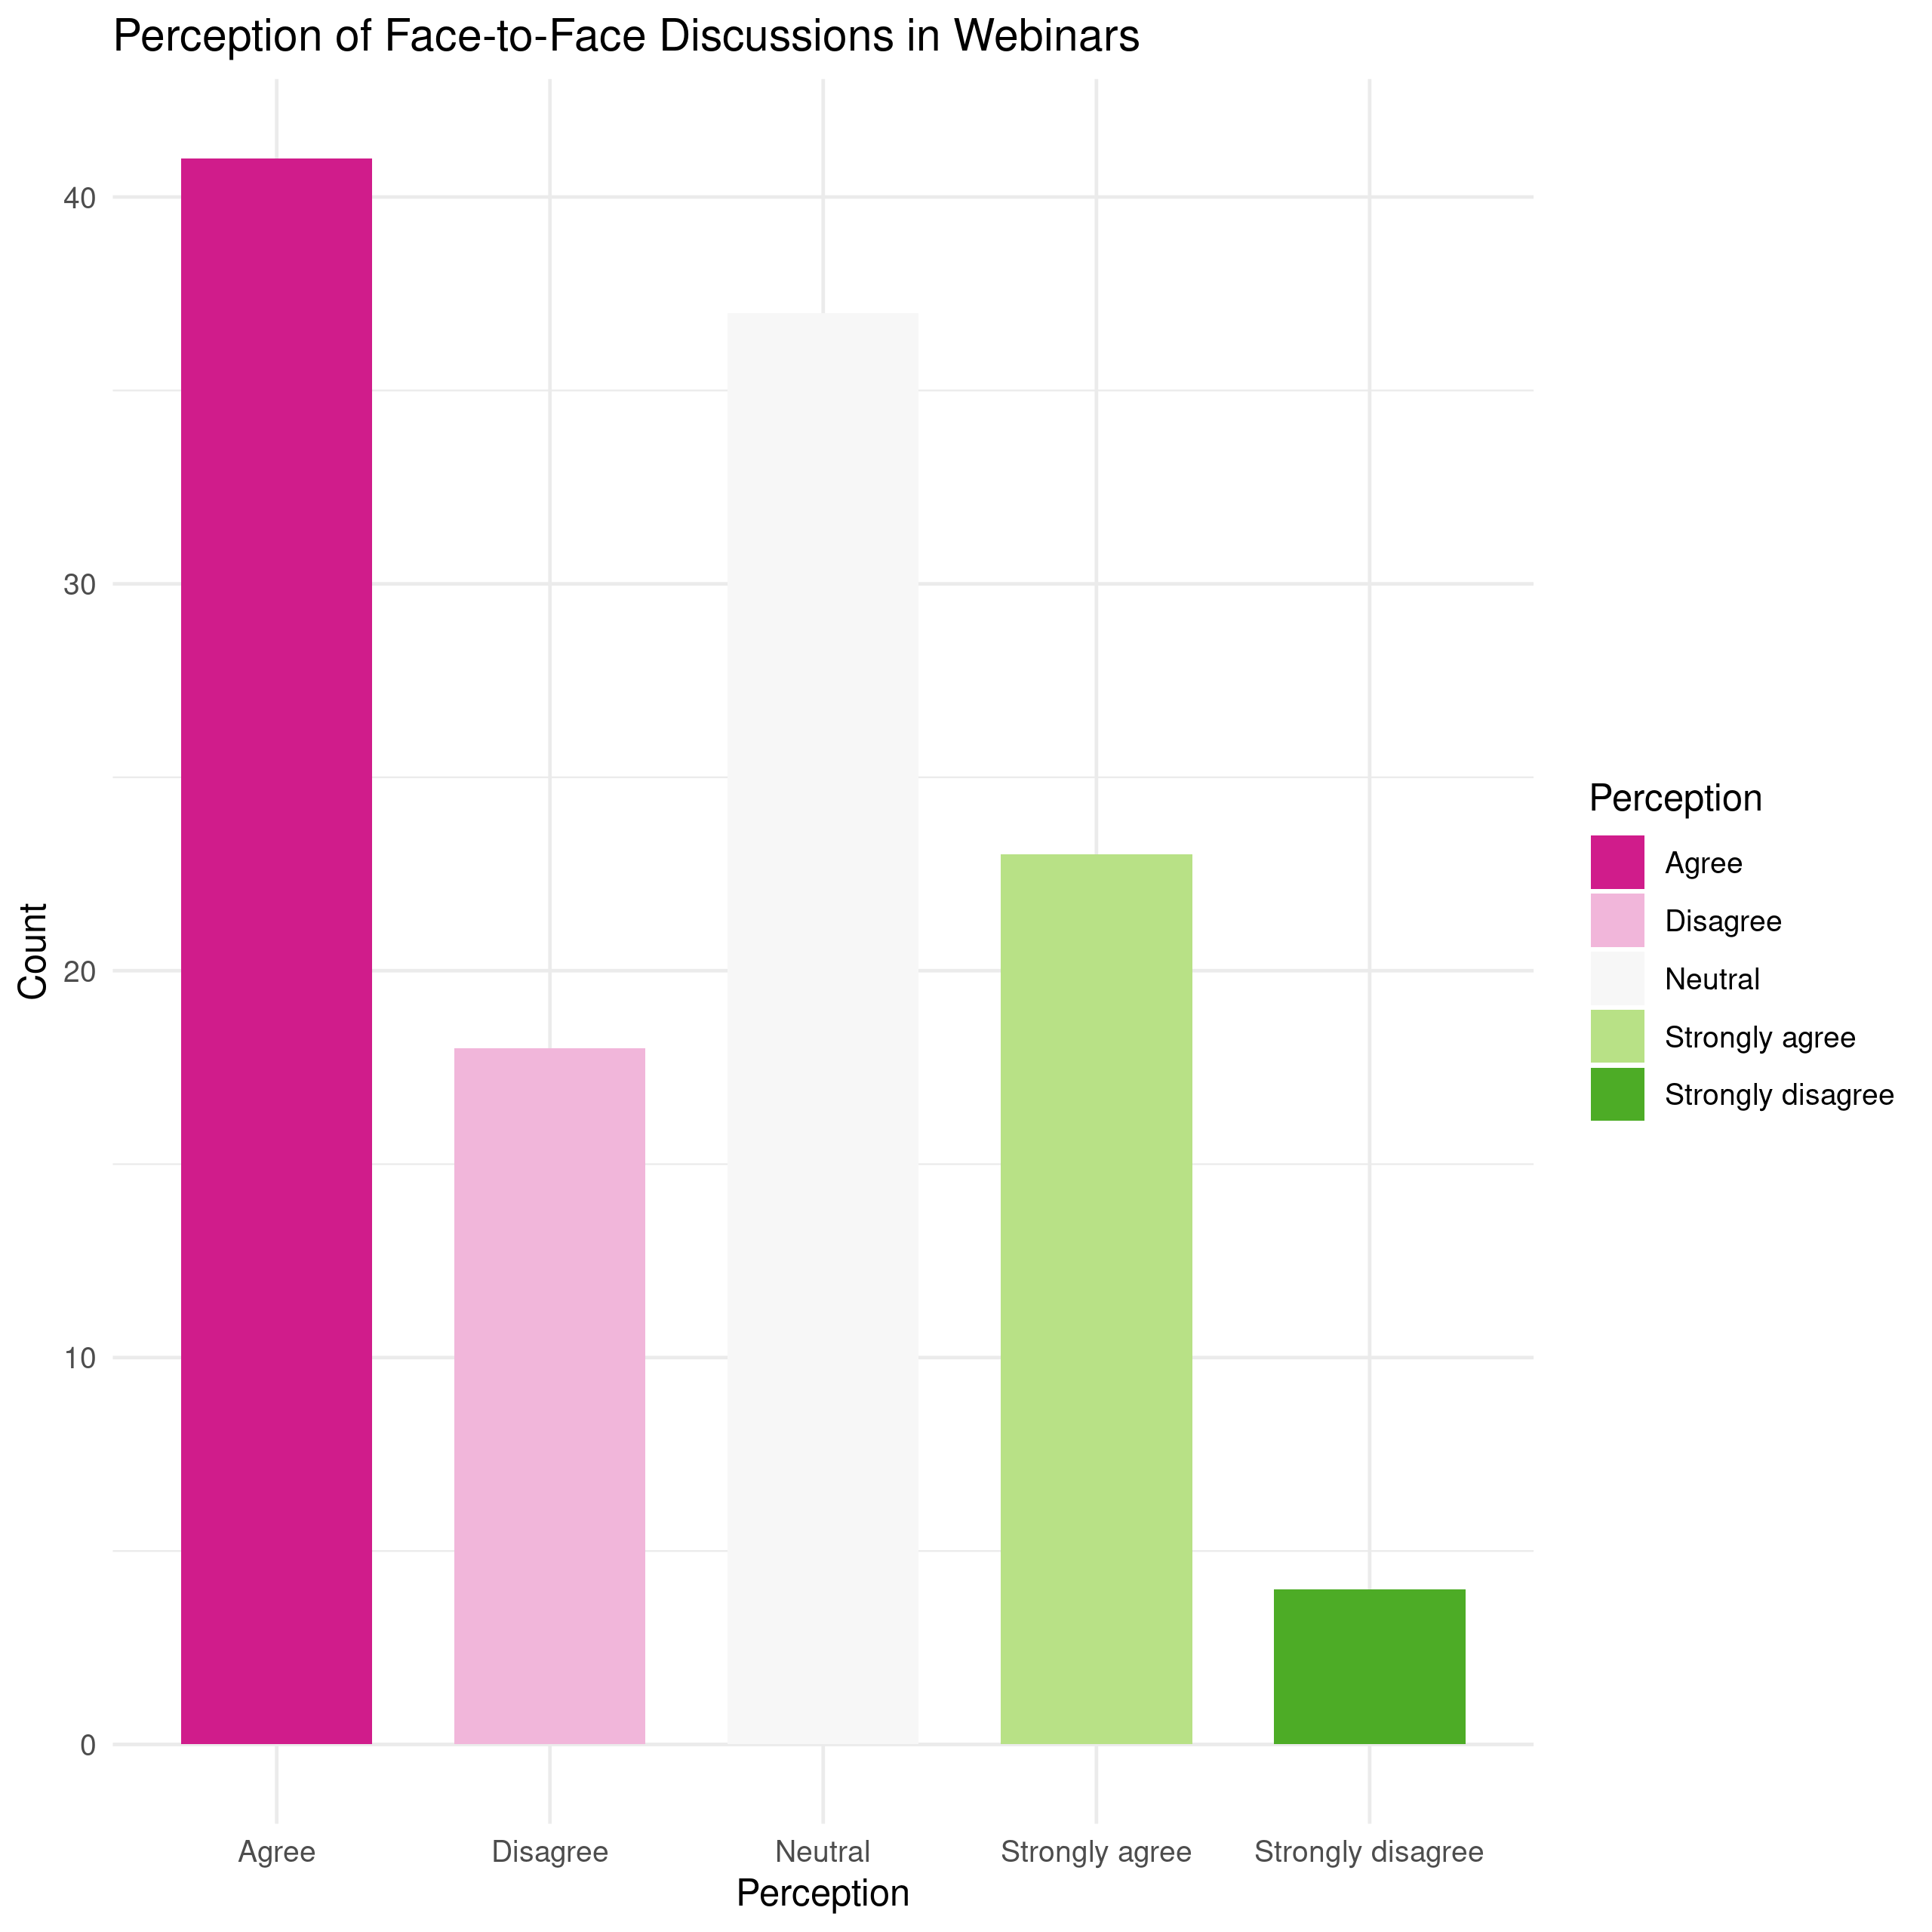 Perception of Face-to-Face Discussions in Webinars
Count
40
30
20
10
0
Agree
Disagree
Neutral
Strongly agree
Strongly disagree
Perception
Perception
Agree
Disagree
Neutral
Strongly agree
Strongly disagree